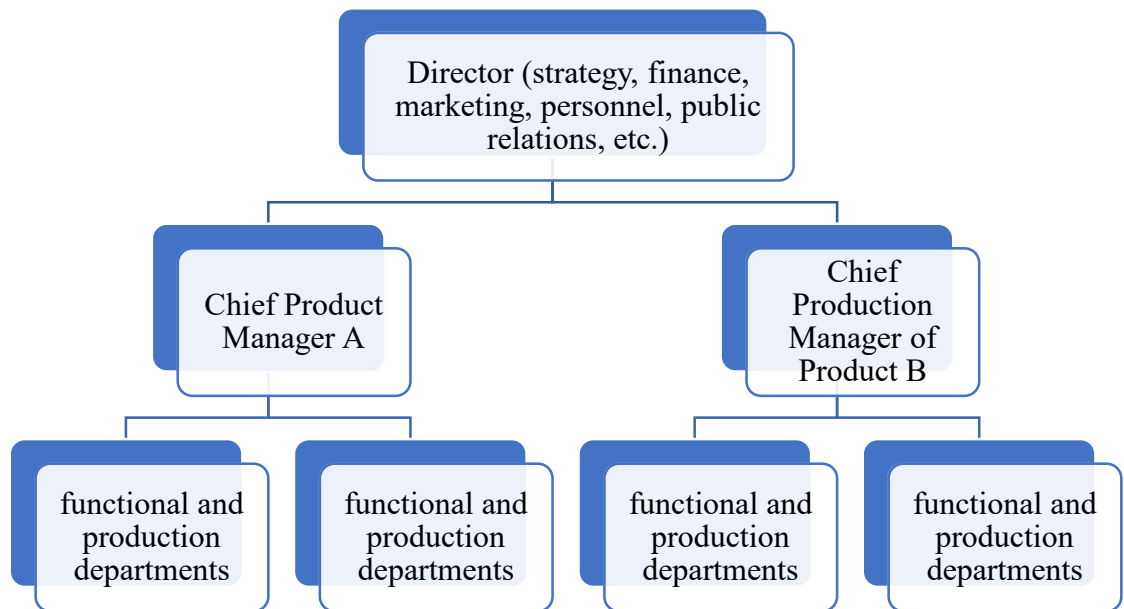 Director (strategy, finance,
marketing, personnel, public
relations, etc.)
Chief Product
Manager A
Chief
Production
Manager of
Product B
functional and
production
departments
functional and
production
departments
functional and
production
departments
functional and
production
departments